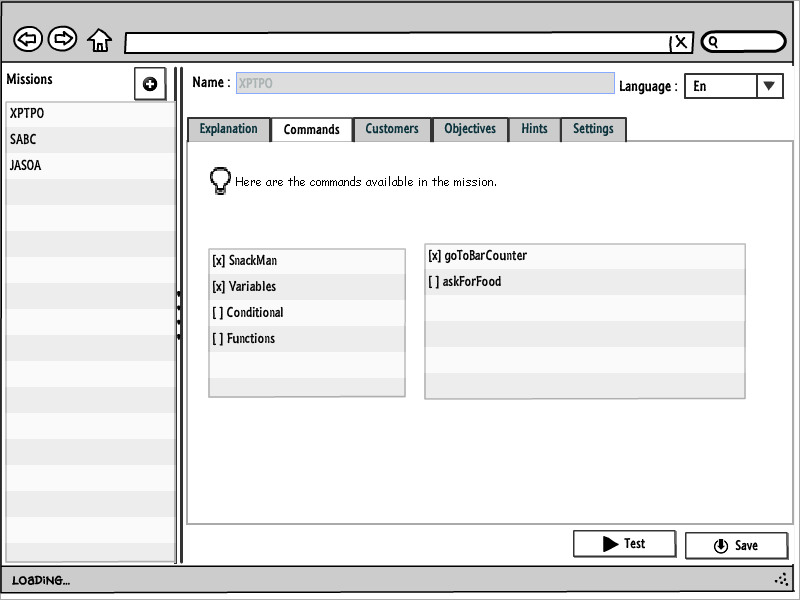 Missions
XPTPO
SABC
JASOA
Name : XPTPO
Language : En
Explanation Commands Customers Objectives Hints Settings
Here are the commands available in the mission.
[x] SnackMan
[x] Variables
[ ] Conditional
[ ] Functions
[x] goToBarCounter
[ ] askForFood
Test Save
LOADING...